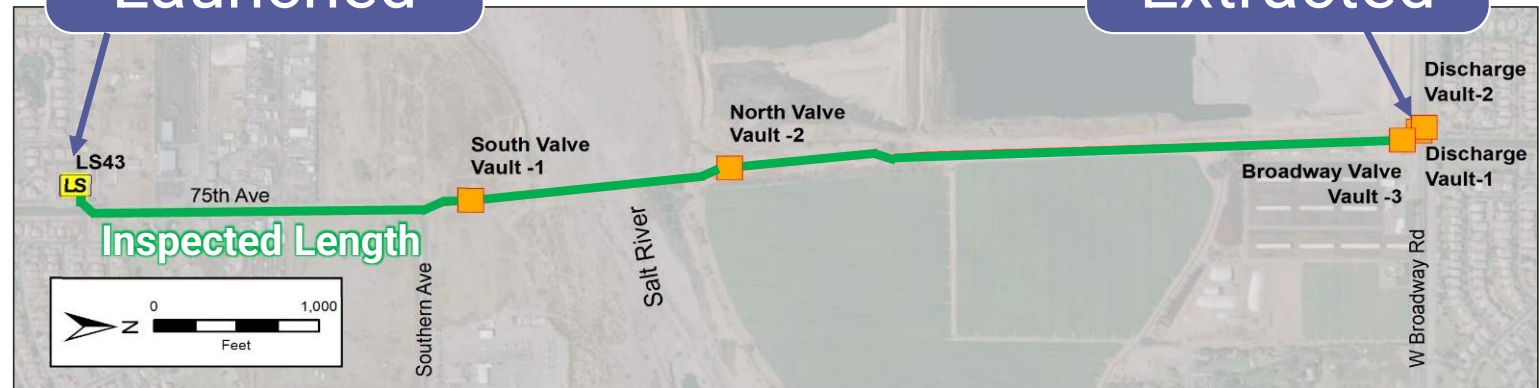 Launched
Extracted
Discharge
Vault-2
North Valve
Vault -2
South Valve
Vault -1
LS43
LS
75th Ave
Discharge
Vault-1
Broadway Valve
Vault -3
Inspected Length
Salt River
Southern Ave
W Broadway Rd
0
1,000
N
Feet